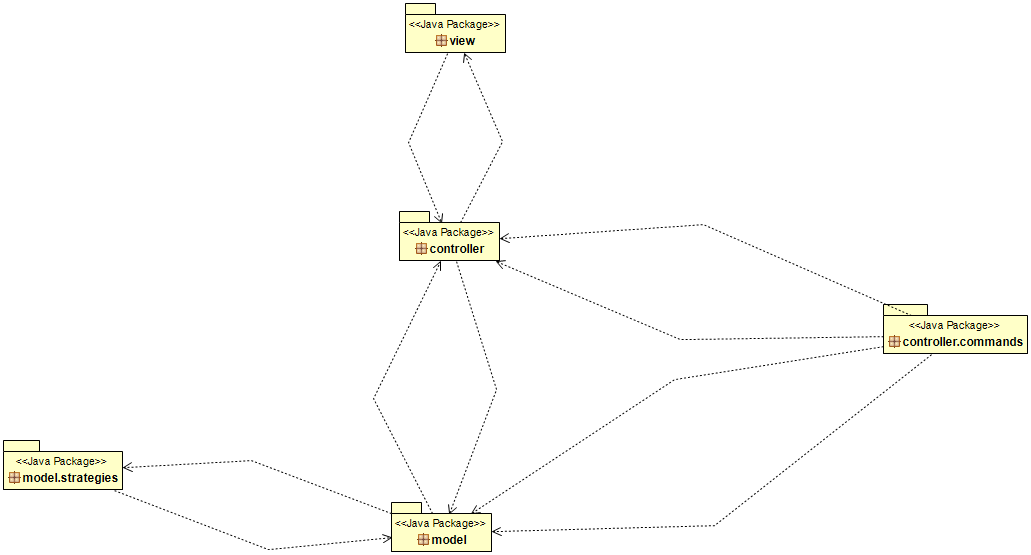 <<Java Package>>
view
<<Java Package>>
controller
<<Java Package>>
controller.commands
<<Java Package>>
model.strategies
<<Java Package>>
model